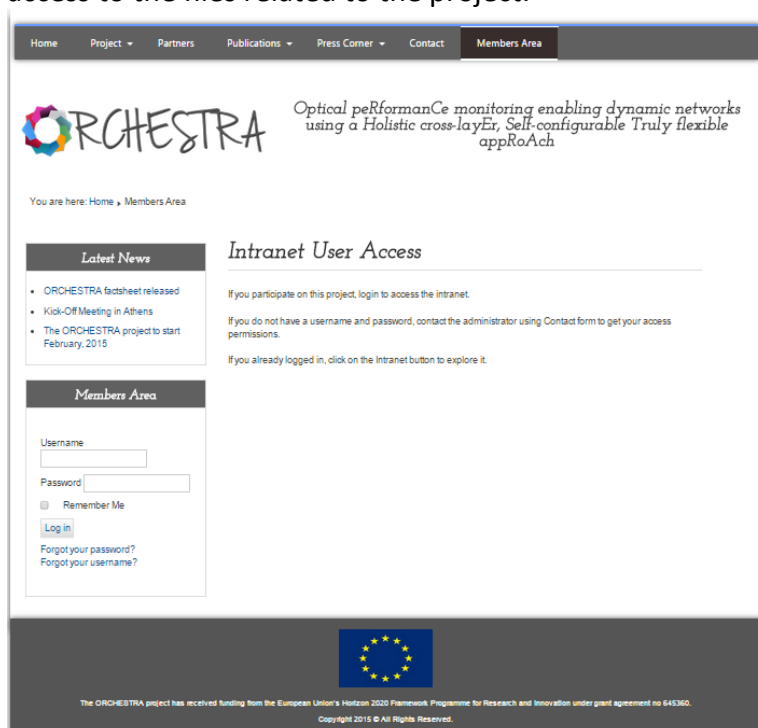 access to the files related to the project.
Home Project Partners Publications Press Corner Contact Members Area
ORCHESTRA
Optical peRformanCe monitoring enabling dynamic networks
using a Holistic cross-layEr, Self-configurable Truly flexible
appRoAch
You are here: Home Members Area
Latest News
ORCHESTRA factsheet released
Kick-Off Meeting in Athens
The ORCHESTRA project to start
February, 2015
Intranet User Access
If you participate on this project, login to access the intranet.
If you do not have a username and password, contact the administrator using Contact form to get your access
permissions.
If you already logged in, click on the Intranet button to explore it.
Members Area
Username
Password
Remember Me
Log in
Forgot your password?
Forgot your username?
The ORCHESTRA project has received funding from the European Union's Horizon 2020 Framework Programme for Research and Innovation under grant agreement no 645360.
Copyright 2015 © All Rights Reserved.